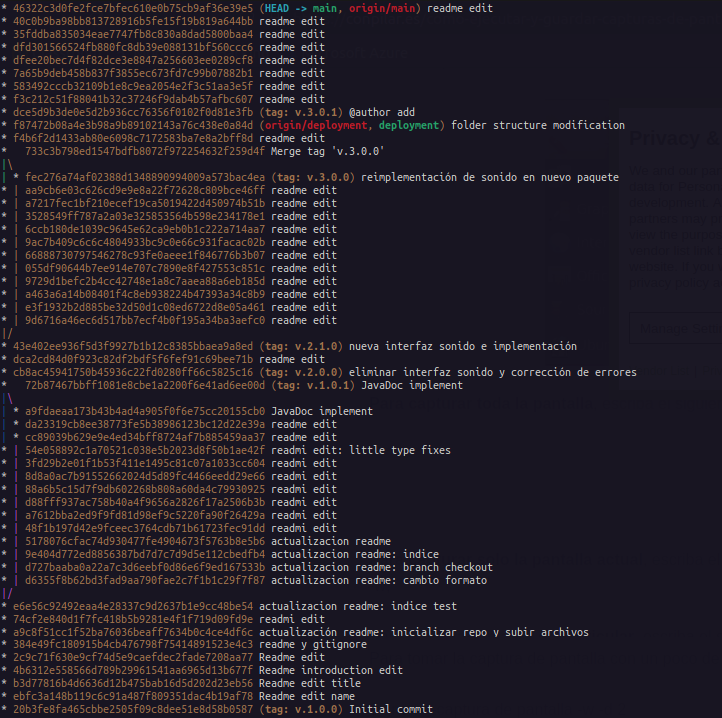 * 46322c3d0fe2fce7bfec610e0b75cb9af36e39e5 (HEAD -> main, origin/main) readme edit
* 40c0b9ba98bb813728916b5fe15f19b819a644bb readme edit
* 35fddba835034eae7747fb8c830a8dad5800baa4 readme edit
* dfd301566524fb880fc8db39e088131bf560ccc6 readme edit
* dfee20bec7d4f82dce3e8847a256603ee0289cf8 readme edit
* 7a65b9deb458b837f3855ec673fd7c99b07882b1 readme edit
* 583492cccb32109b1e8c9ea2054e2f3c51aa3e5f readme edit
* f3c212c51f88041b32c37246f9dab4b57afbc607 readme edit
* dce5d9b3de0e5d2b936cc76356f0102f0d81e3fb (tag: v.3.0.1) @author add
* f87472b08a4e3b98a9b89102143a76c438e0a84d (origin/deployment, deployment) folder structure modification
* f4b6f2d1433ab80e6098c7172583ba7e8a2bff8d readme edit
*   733c3b798ed1547bdfb8072f972254632f259d4f Merge tag 'v.3.0.0'
|\
| * fec276a74af02388d1348890994009a573bac4ea (tag: v.3.0.0) reimplementación de sonido en nuevo paquete
* | aa9cb6e03c626cd9e9e8a22f72628c809bce46ff readme edit
* | a7217fec1bf210ecef19ca5019422d450974b51b readme edit
* | 3528549ff787a2a03e325853564b598e234178e1 readme edit
* | 6ccb180de1039c9645e62ca9eb0b1c222a714aa7 readme edit
* | 9ac7b409c6c6c4804933bc9c0e66c931facac02b readme edit
* | 66888730797546278c93fe0aeee1f846776b3b07 readme edit
* | 055df90644b7ee914e707c7890e8f427553c851c readme edit
* | 9729d1befc2b4cc42748e1a8c7aaea88a6eb185d readme edit
* | a463a6a14b08401f4c8eb938224b47393a34c8b9 readme edit
* | e3f1932b2d885be32d50d1c08ed6722d8e05a461 readme edit
* | 9d6716a46ec6d517bb7ecf4b0f195a34ba3aefc0 readme edit
|/
* 43e402ee936f5d3f9927b1b12c8385bbaea9a8ed (tag: v.2.1.0) nueva interfaz sonido e implementación
* dca2cd84d0f923c82df2bdf5f6fef91c69bee71b readme edit
* cb8ac45941750b45936c22fd0280ff66c5825c16 (tag: v.2.0.0) eliminar interfaz sonido y corrección de errores
*   72b87467bbff1081e8cbe1a2200f6e41ad6ee00d (tag: v.1.0.1) JavaDoc implement
|\
| * a9fdaeaa173b43b4ad4a905f0f6e75cc20155cb0 JavaDoc implement
| * da23319cb8ee38773fe5b38986123bc12d22e39a readme edit
| * cc89039b629e9e4ed34bff8724af7b885459aa37 readme edit
* | 54e058892c1a70521c038e5b2023d8f50b1ae42f readmi edit: little type fixes
* | 3fd29b2e01f1b53f411e1495c81c07a1033cc604 readmi edit
* | 8d8a0ac7b91552662024d5d89fc4466eedd29e66 readmi edit
* | 88a6b5c15d7f9db602268b808a60da4c79930925 readmi edit
* | d88fff937ac758b40a4f9656a2826f17a2506b3b readmi edit
* | a7612bba2ed9f9fd81d98ef9c5220fa90f26429a readmi edit
* | 48f1b197d42e9fceec3764cdb71b61723fec91dd readmi edit
* | 5178076cfac74d930477fe4904673f5763b8e5b6 actualizacion readme
* | 9e404d772ed8856387bd7d7c7d9d5e112cbedfb4 actualizacion readme: indice
* | d727baaba0a22a7c3d6eebf0d86e6f9ed167533b actualizacion readme: branch checkout
* | d6355f8b62bd3fad9aa790fae2c7f1b1c29f7f87 actualizacion readme: cambio formato
|/
* e6e56c92492eaa4e28337c9d2637b1e9cc48be54 actualizacion readme: indice test
* 74cf2e840d1f7fc418b5b9281e4f1f719d09fd9e readmi edit
* a9c8f51cc1f52ba76036beaff7634b0c4ce4df6c actualización readme: inicializar repo y subir archivos
* 384e49fc180915b4cb476798f75414891523e4c3 readme y gitignore
* 2c9c71f630e9cf74d5e9caefdec2fade7208aa77 Readme edit
* 4b6312e558566d789b29961541aa6965d13b677f Readme introduction edit
* b3d77816b4d6636d12b475bab16d5d202d23eb56 Readme edit title
* ebfc3a148b119c6c91a487f809351dac4b19af78 Readme edit name
* 20b3fe8fa465cbbe2505f09c8dee51e8d58b0587 (tag: v.1.0.0) Initial commit
Privacy &